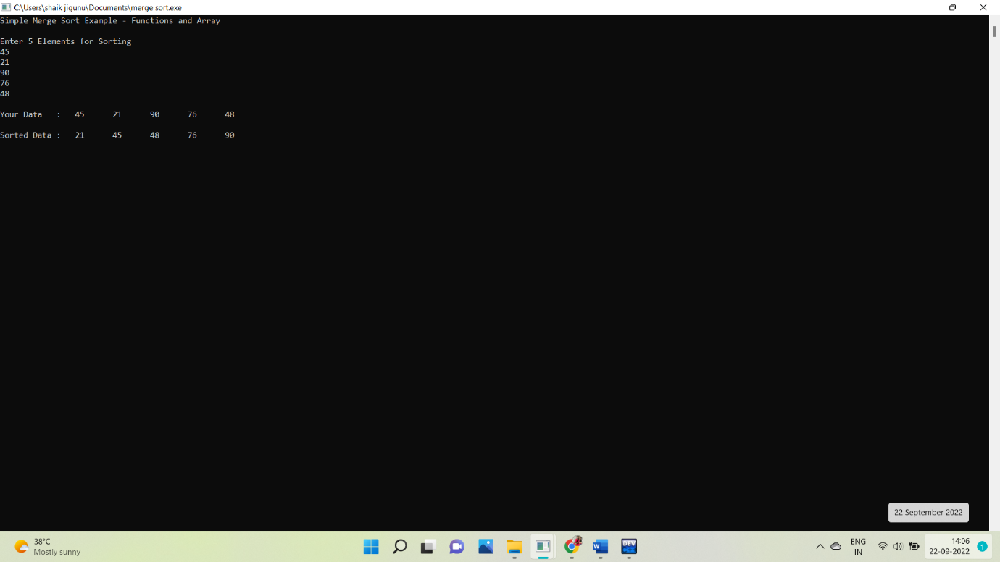 C:\Users\shaik jigunu\Documents\merge sort.exe
Simple Merge Sort Example - Functions and Array
Enter 5 Elements for Sorting
45
21
90
76
48
Your Data : 45 21 90 76 48
Sorted Data : 21 45 48 76 90
22 September 2022
38°C
Mostly sunny
W
DEV
C++
ENG
IN
14:06
22-09-2022
1